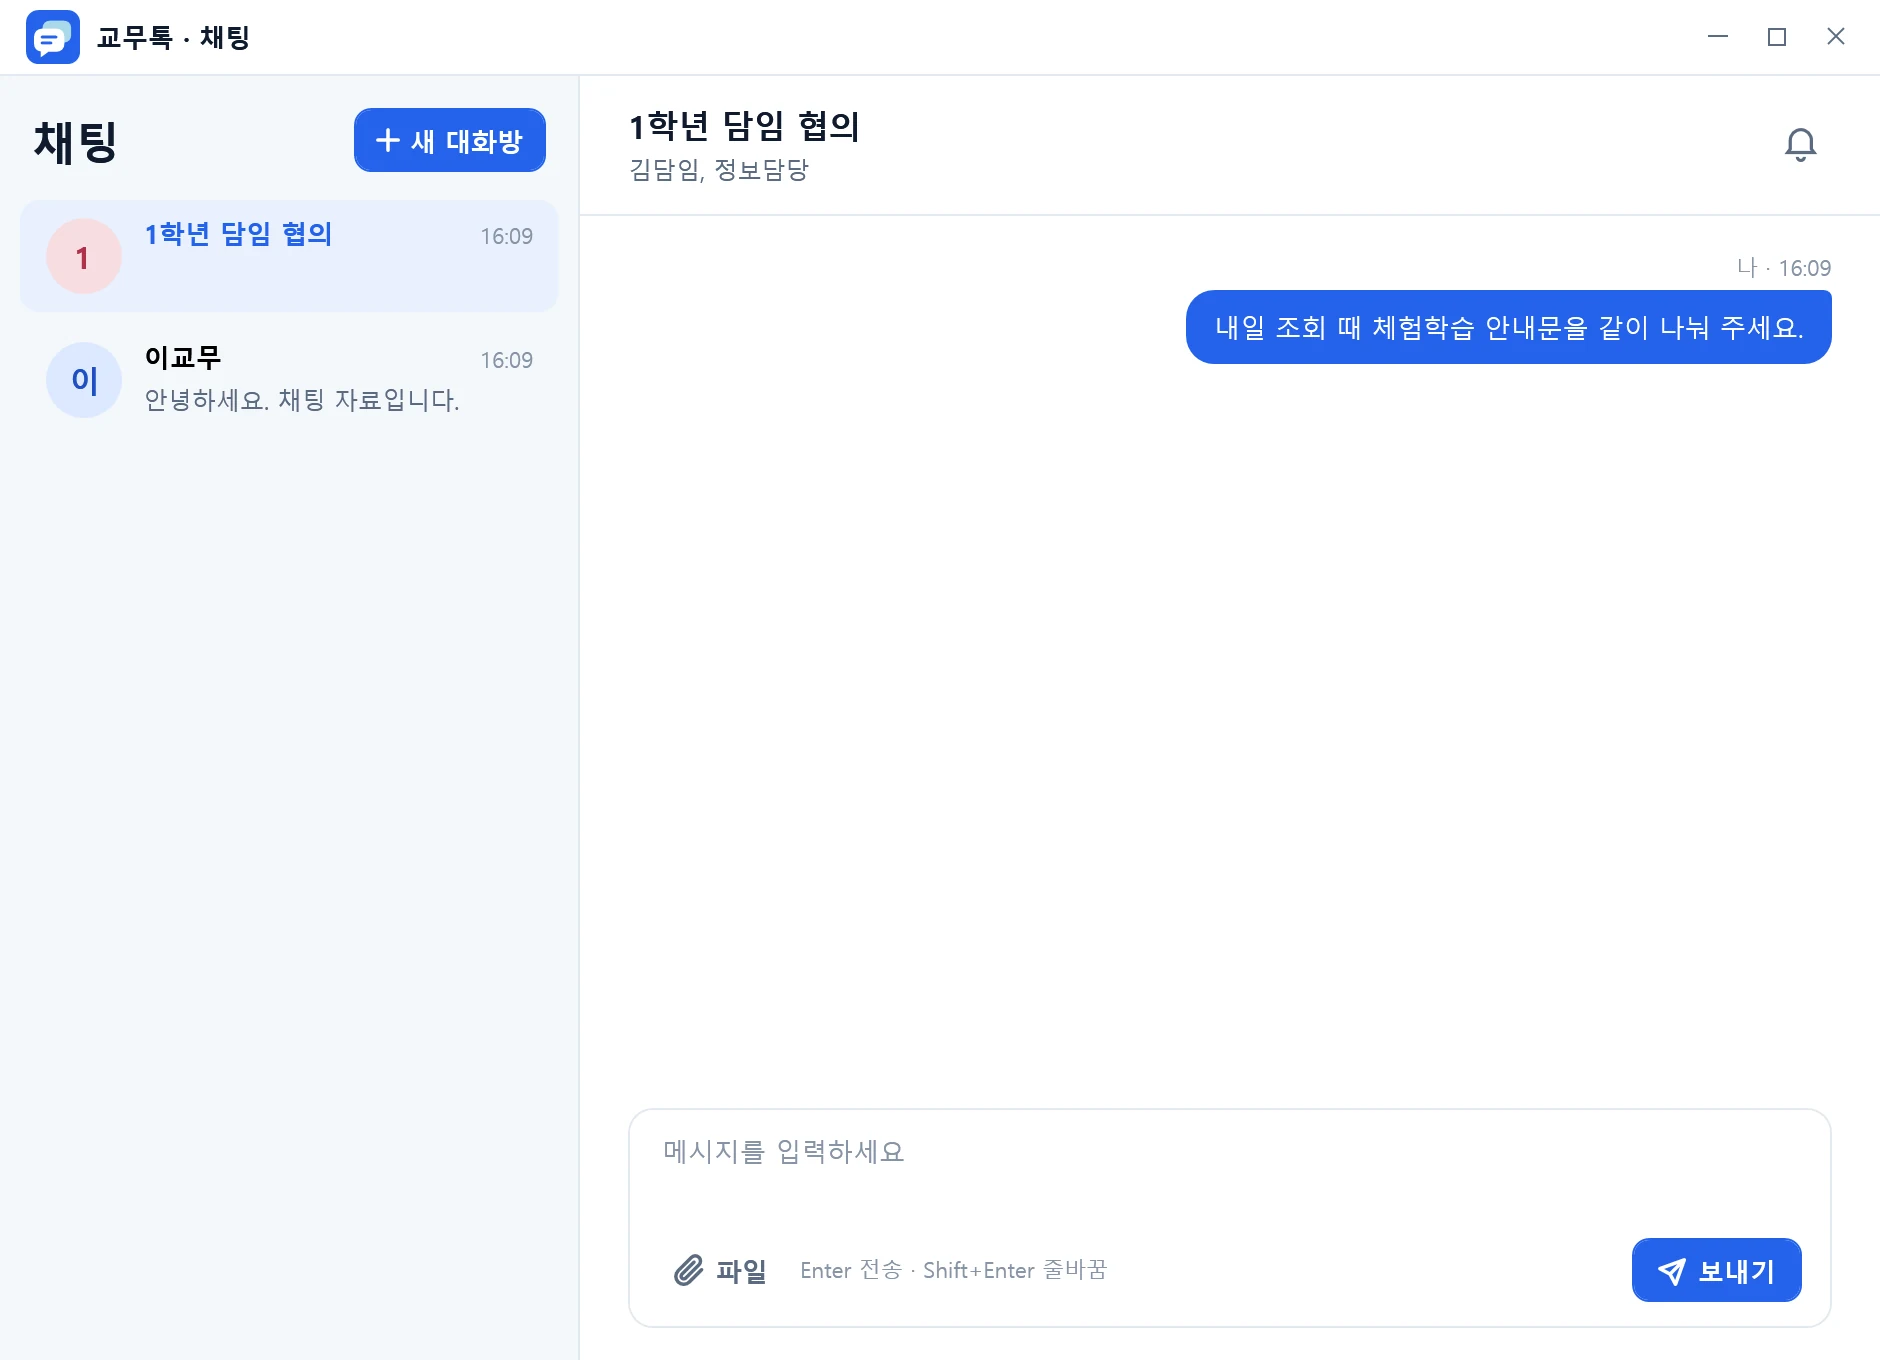 교무톡 · 채팅
채팅
새 대화방
1
1학년 담임 협의
16:09
이
이교무
16:09
안녕하세요. 채팅 자료입니다.
1학년 담임 협의
김담임, 정보담당
나 · 16:09
내일 조회 때 체험학습 안내문을 같이 나눠 주세요.
메시지를 입력하세요
파일
Enter 전송 · Shift+Enter 줄바꿈
보내기